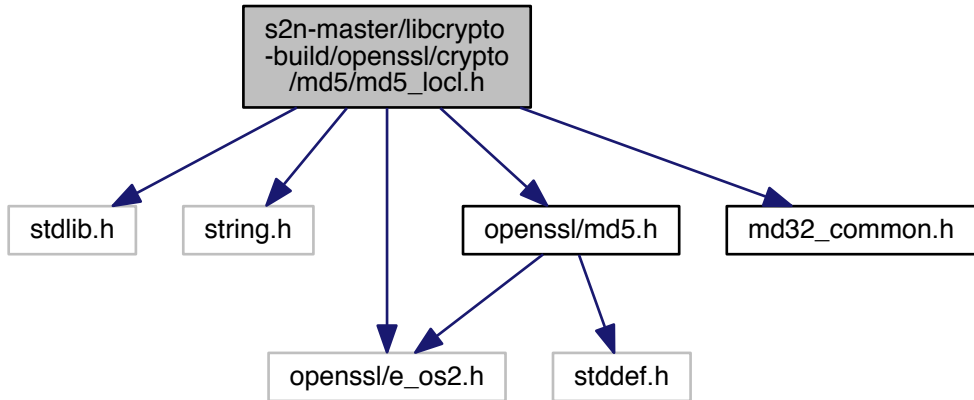 s2n-master/libcrypto
-build/openssl/crypto
/md5/md5_locl.h
stdlib.h
string.h
openssl/md5.h
md32_common.h
openssl/e_os2.h
stddef.h